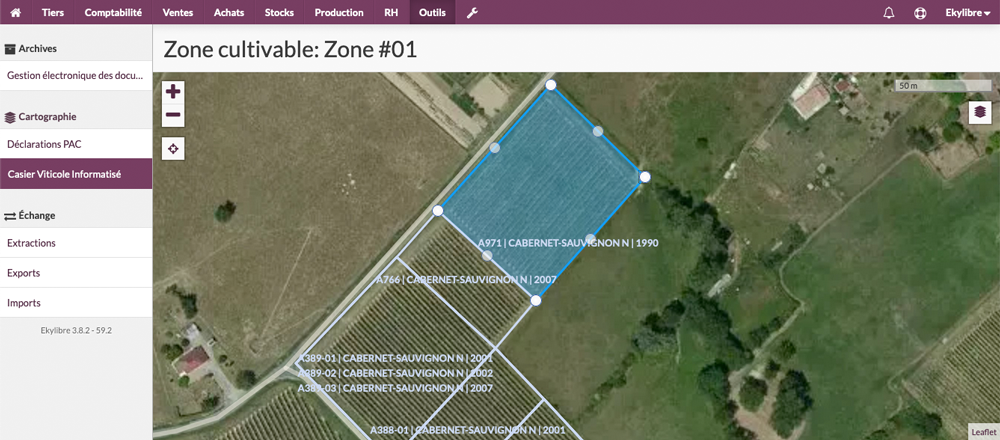 Tiers Comptabilité Ventes Achats Stocks Production RH Outils Ekylibre
Archives
Gestion électronique des docu...
Cartographie
Déclarations PAC
Casier Viticole Informatisé
Échange
Extractions
Exports
Imports
Ekylibre 3.8.2 - 59.2
Zone cultivable: Zone #01
50 m
A971 | CABERNET-SAUVIGNON N | 1990
A766 | CABERNET-SAUVIGNON N | 2007
A389-01 | CABERNET-SAUVIGNON N | 2001
A389-02 | CABERNET-SAUVIGNON N | 2002
A389-03 | CABERNET-SAUVIGNON N | 2007
A388-01 | CABERNET-SAUVIGNON N | 2001
Leaflet